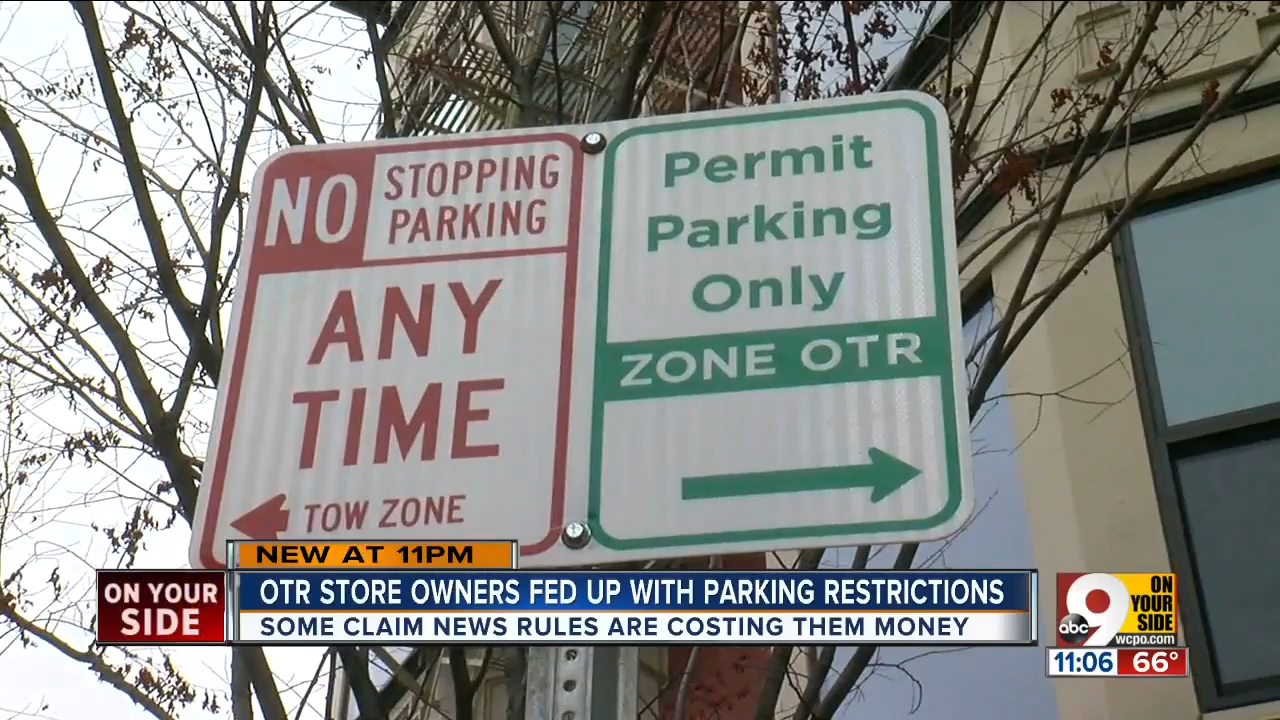 NO STOPPING
PARKING
ANY
TIME
TOW ZONE
Permit
Parking
Only
ZONE OTR
NEW AT 11PM
ON YOUR
SIDE
OTR STORE OWNERS FED UP WITH PARKING RESTRICTIONS
SOME CLAIM NEWS RULES ARE COSTING THEM MONEY
abc 9
ON
YOUR
SIDE
wcpo.com
11:06 66°